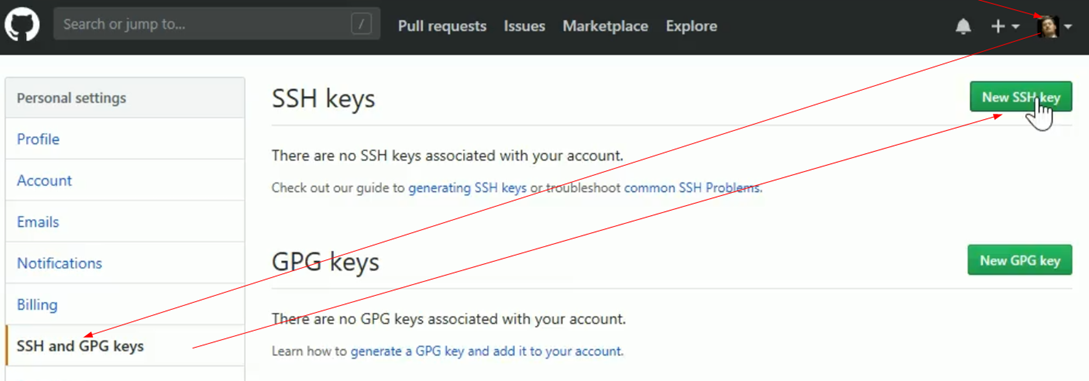 Search or jump to...
/
Pull requests
Issues
Marketplace
Explore
Personal settings
Profile
Account
Emails
Notifications
Billing
SSH and GPG keys
SSH keys
New SSH key
There are no SSH keys associated with your account.
Check out our guide to generating SSH keys or troubleshoot common SSH Problems.
GPG keys
New GPG key
There are no GPG keys associated with your account.
Learn how to generate a GPG key and add it to your account.